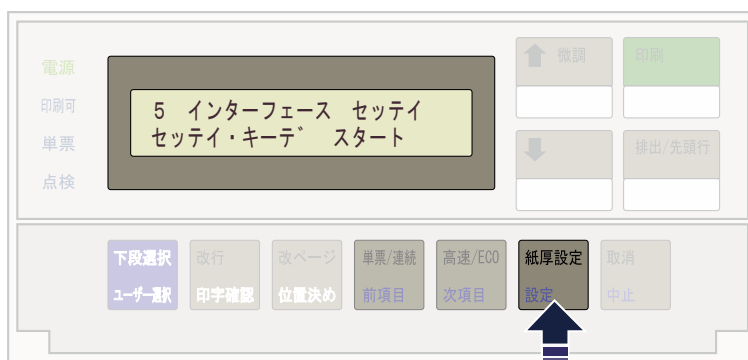 電源
印刷可
単票
点検
5 インターフェース セッテイ
セッテイ・キーデ゛ スタート
微調
印刷
排出/先頭行
下段選択
ユーザー選択
改行
印字確認
改ページ
位置決め
単票/連続
前項目
高速/ECO
次項目
紙厚設定
設定
取消
中止